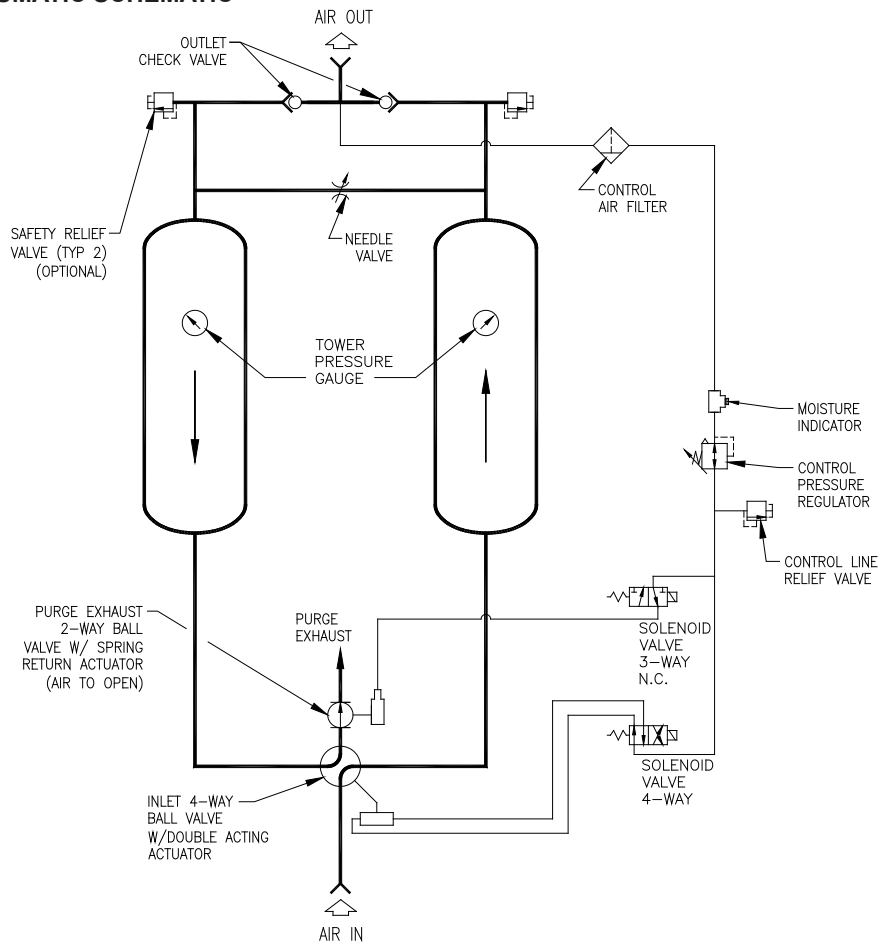 AIR OUT
OUTLET
CHECK VALVE
CONTROL
AIR FILTER
SAFETY RELIEF
VALVE (TYP 2)
(OPTIONAL)
NEEDLE
VALVE
TOWER
PRESSURE
GAUGE
MOISTURE
INDICATOR
CONTROL
PRESSURE
REGULATOR
CONTROL LINE
RELIEF VALVE
PURGE EXHAUST
2-WAY BALL
VALVE W/ SPRING
RETURN ACTUATOR
(AIR TO OPEN)
PURGE
EXHAUST
SOLENOID
VALVE
3-WAY
N.C.
SOLENOID
VALVE
4-WAY
INLET 4-WAY
BALL VALVE
W/DOUBLE ACTING
ACTUATOR
AIR IN